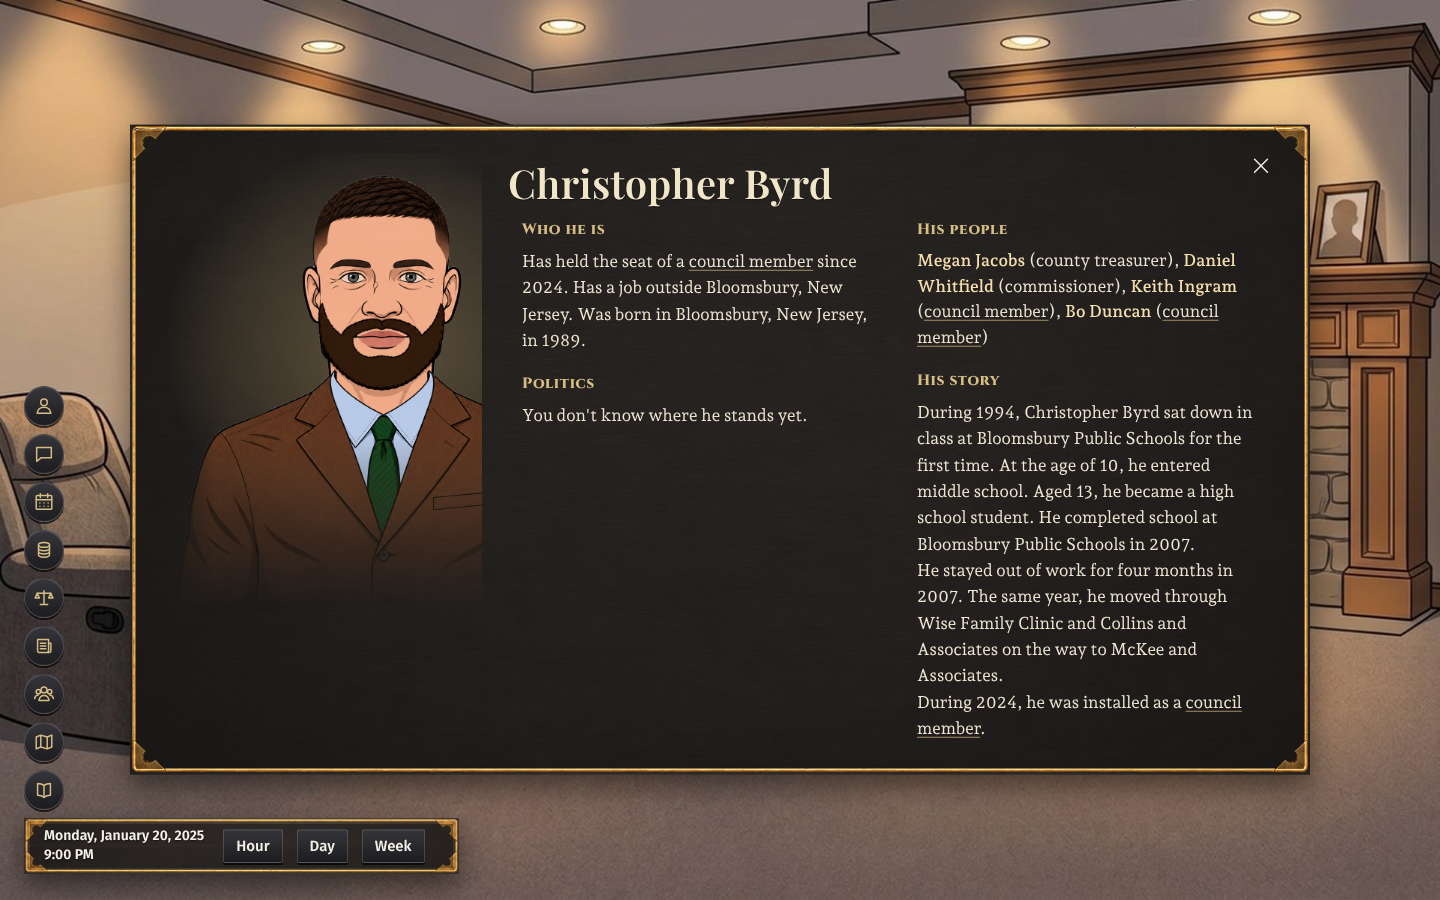 Christopher Byrd
Who he is
Has held the seat of a council member since
2024. Has a job outside Bloomsbury, New
Jersey. Was born in Bloomsbury, New Jersey,
in 1989.
Politics
You don't know where he stands yet.
His people
Megan Jacobs (county treasurer), Daniel
Whitfield (commissioner), Keith Ingram
(council member), Bo Duncan (council
member)
His story
During 1994, Christopher Byrd sat down in
class at Bloomsbury Public Schools for the
first time. At the age of 10, he entered
middle school. Aged 13, he became a high
school student. He completed school at
Bloomsbury Public Schools in 2007.
He stayed out of work for four months in
2007. The same year, he moved through
Wise Family Clinic and Collins and
Associates on the way to McKee and
Associates.
During 2024, he was installed as a council
member.
Monday, January 20, 2025
9:00 PM
Hour
Day
Week